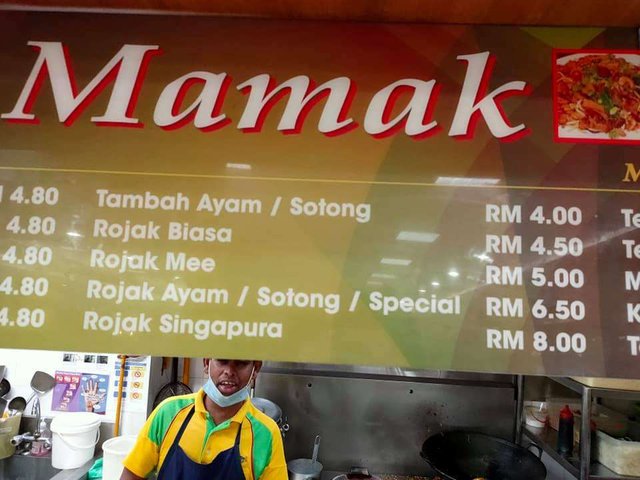 Mamak
4.80 Tambah Ayam / Sotong RM 4.00
4.80 Rojak Biasa RM 4.50
4.80 Rojak Mee RM 5.00
4.80 Rojak Ayam / Sotong / Special RM 6.50
4.80 Rojak Singapura RM 8.00